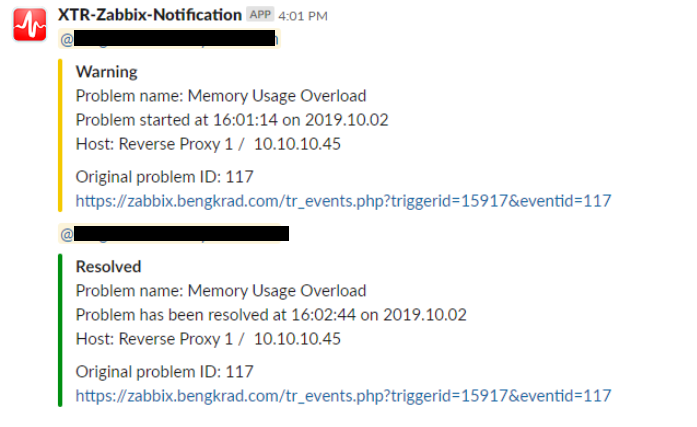 XTR-Zabbix-Notification APP 4:01 PM
@
Warning
Problem name: Memory Usage Overload
Problem started at 16:01:14 on 2019.10.02
Host: Reverse Proxy 1 / 10.10.10.45
Original problem ID: 117
https://zabbix.bengkrad.com/tr_events.php?triggerid=15917&eventid=117
@
Resolved
Problem name: Memory Usage Overload
Problem has been resolved at 16:02:44 on 2019.10.02
Host: Reverse Proxy 1 / 10.10.10.45
Original problem ID: 117
https://zabbix.bengkrad.com/tr_events.php?triggerid=15917&eventid=117